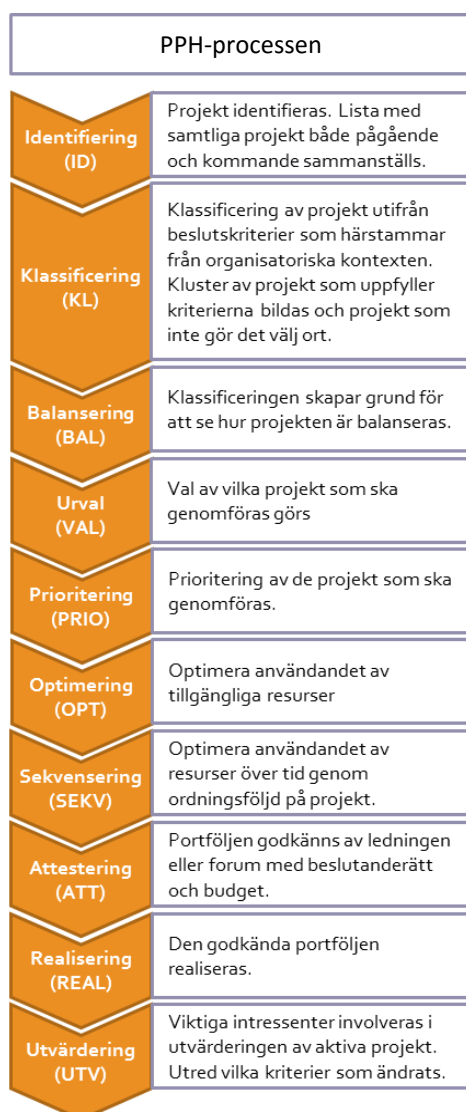 PPH-processen
Identifiering
(ID)
Projekt identifieras. Lista med
samtliga projekt både pågående
och kommande sammanställs.
Klassificering
(KL)
Klassificering av projekt utifrån
beslutskriterier som härstammar
från organisatoriska kontexten.
Kluster av projekt som uppfyller
kriterierna bildas och projekt som
inte gör det välj ort.
Balansering
(BAL)
Klassificeringen skapar grund för
att se hur projekten är balanseras.
Urval
(VAL)
Val av vilka projekt som ska
genomföras görs
Prioritering
(PRIO)
Prioritering av de projekt som ska
genomföras.
Optimering
(OPT)
Optimera användandet av
tillgängliga resurser
Sekvensering
(SEKV)
Optimera användandet av
resurser över tid genom
ordningsföljd på projekt.
Attestering
(ATT)
Portföljen godkänns av ledningen
eller forum med beslutanderätt
och budget.
Realisering
(REAL)
Den godkända portföljen
realiseras.
Utvärdering
(UTV)
Viktiga intressenter involveras i
utvärderingen av aktiva projekt.
Utred vilka kriterier som ändrats.